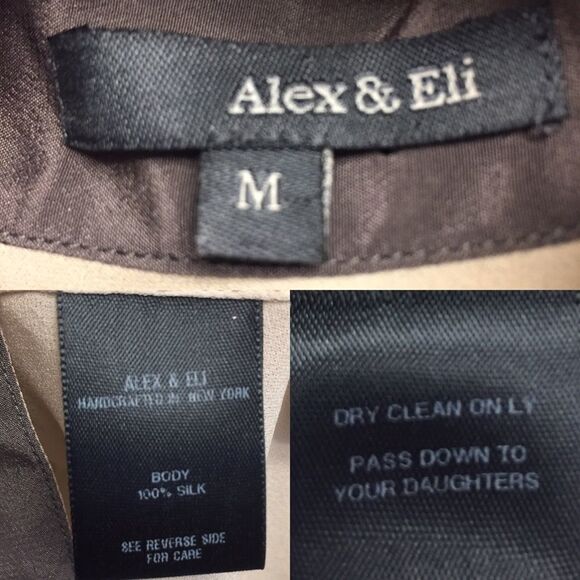 Alex & Eli
M
ALEX & ELI
HANDCRAFTED IN NEW YORK
BODY
100% SILK
SEE REVERSE SIDE
FOR CARE
DRY CLEAN ONLY
PASS DOWN TO
YOUR DAUGHTERS